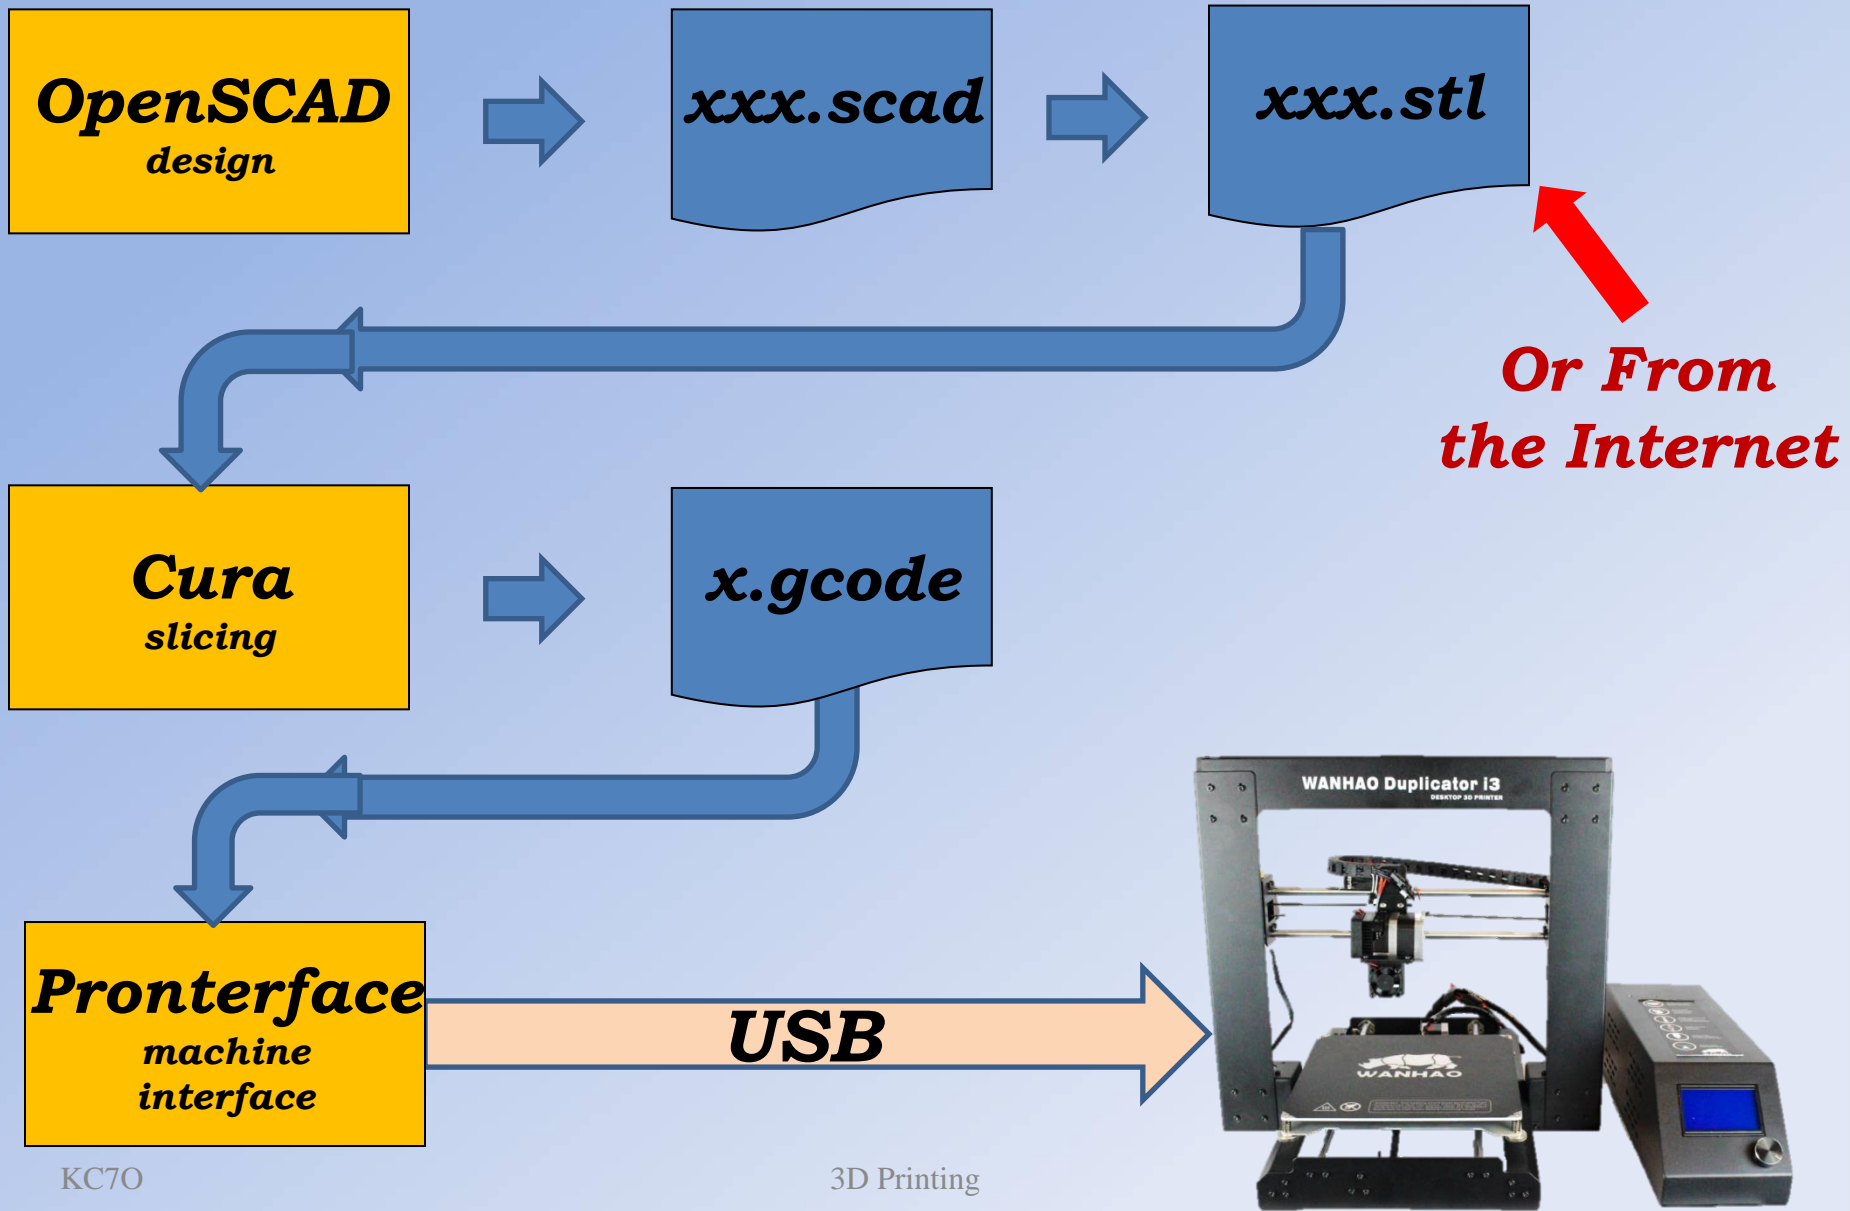 OpenSCAD
design
xxx.scad
xxx.stl
Or From
the Internet
Cura
slicing
x.gcode
Pronterface
machine
interface
USB
WANHAO Duplicator i3
DESKTOP 3D PRINTER
WANHAO
KC7O
3D Printing